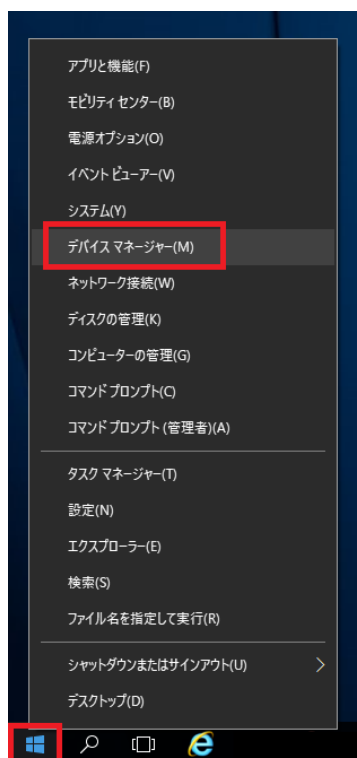 アプリと機能(F)
モビリティ センター(B)
電源オプション(O)
イベント ビューアー(V)
システム(Y)
デバイス マネージャー(M)
ネットワーク接続(W)
ディスクの管理(K)
コンピューターの管理(G)
コマンド プロンプト(C)
コマンド プロンプト (管理者)(A)
タスク マネージャー(T)
設定(N)
エクスプローラー(E)
検索(S)
ファイル名を指定して実行(R)
シャットダウンまたはサインアウト(U)
デスクトップ(D)